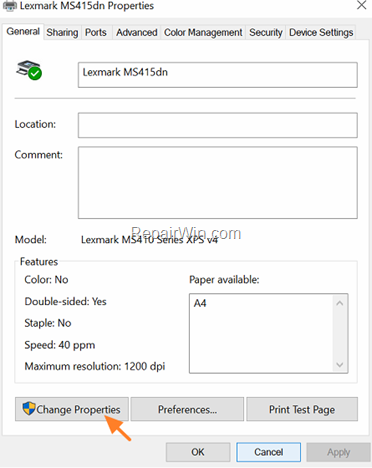 Lexmark MS415dn Properties
General Sharing Ports Advanced Color Management Security Device Settings
Lexmark MS415dn
Location:
Comment:
RepairWin.com
Model: Lexmark MS410 Series XPS v4
Features
Color: No Paper available:
Double-sided: Yes A4
Staple: No
Speed: 40 ppm
Maximum resolution: 1200 dpi
Change Properties Preferences... Print Test Page
OK Cancel Apply